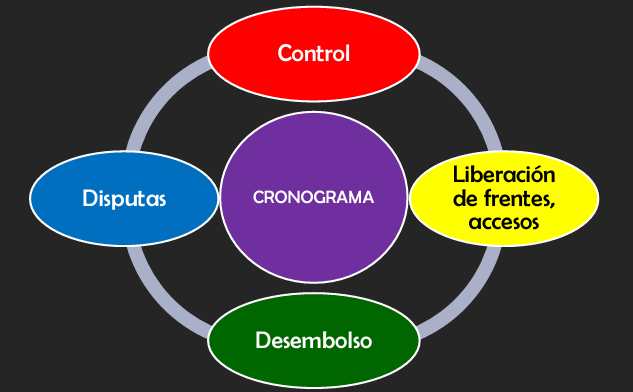 Control
Disputas
CRONOGRAMA
Liberación
de frentes,
accesos
Desembolso